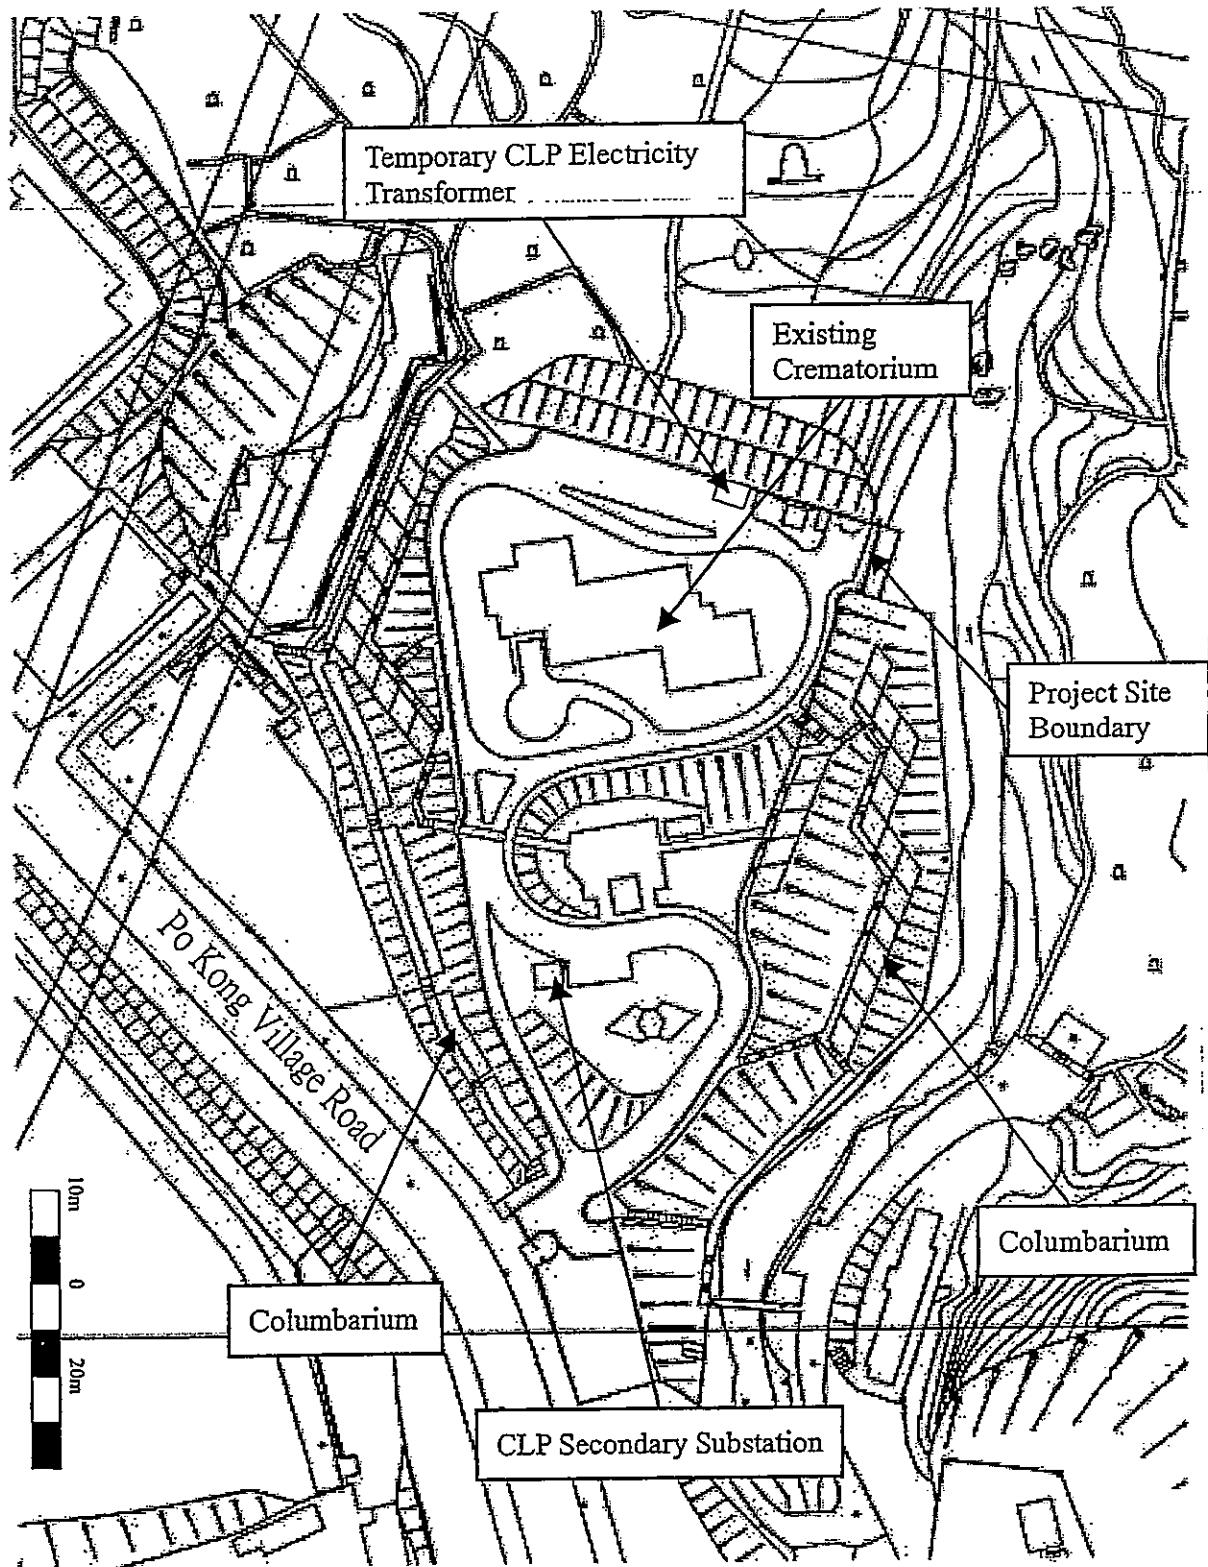 Temporary CLP Electricity
Transformer
Existing
Crematorium
Project Site
Boundary
Po Kong Village Road
10m
0
20m
Columbarium
Columbarium
CLP Secondary Substation